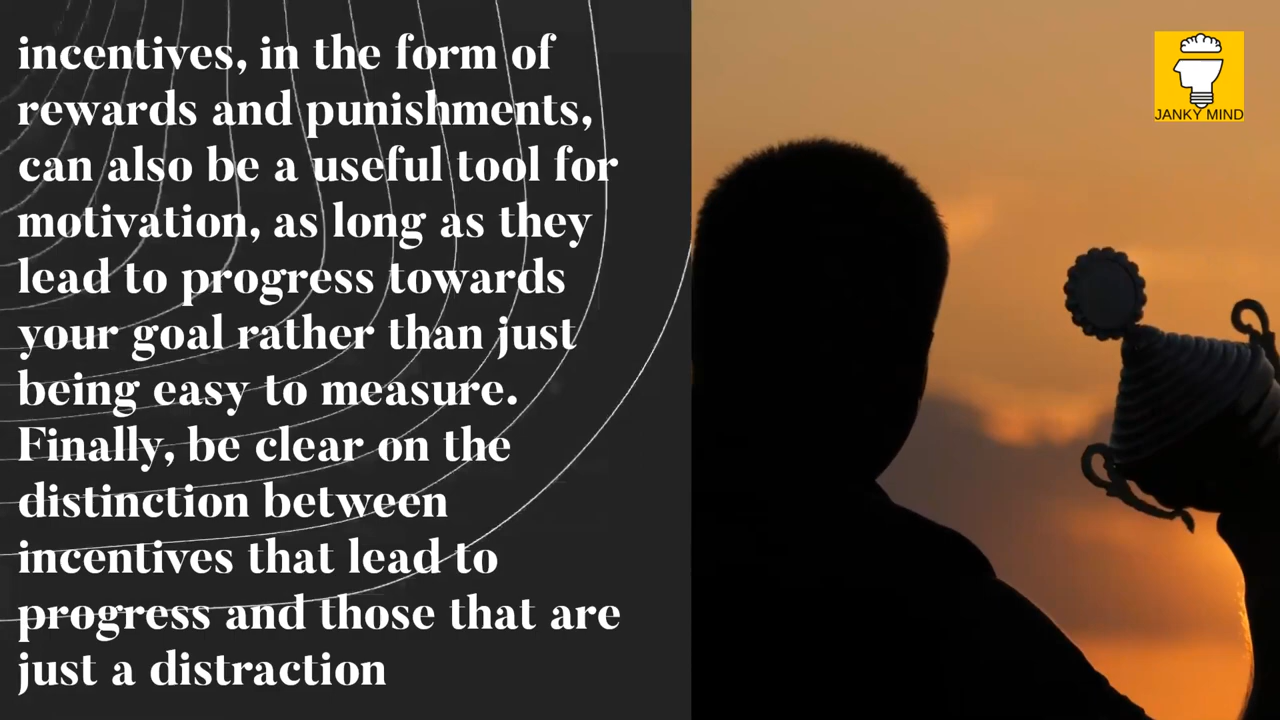 incentives, in the form of
rewards and punishments,
can also be a useful tool for
motivation, as long as they
lead to progress towards
your goal rather than just
being easy to measure.
Finally, be clear on the
distinction between
incentives that lead to
progress and those that are
just a distraction
JANKY MIND